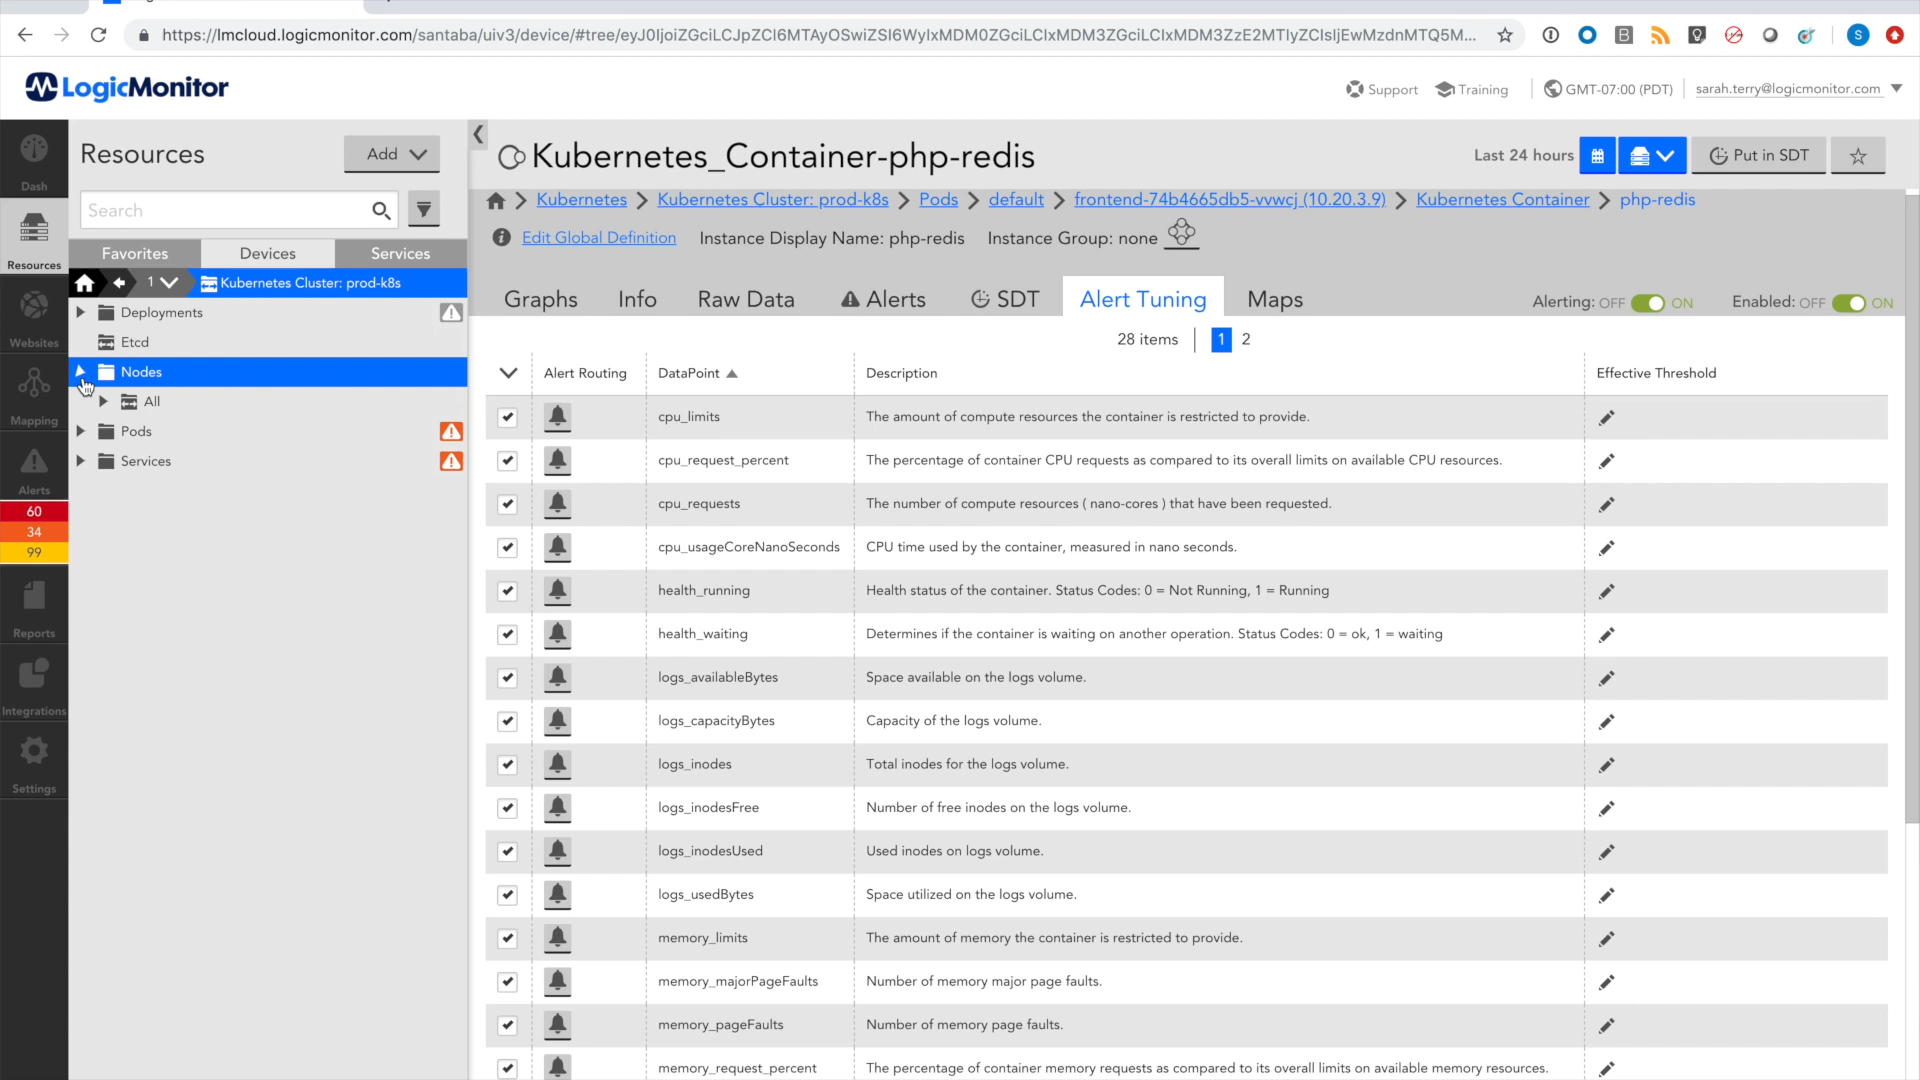 https://lmcloud.logicmonitor.com/santaba/uiv3/device/#tree/eyJ0IjoiZGciLCJpZCI6MTAyOSwiZSI6WyIxMDM0ZGciLCIxMDM3ZGciLCIxMDM3ZzE2MTIyZCIsIjEwMzdnMTQ5M...
S
LogicMonitor
Support
Training
GMT-07:00 (PDT)
sarah.terry@logicmonitor.com
Dash
Resources
Websites
Mapping
Alerts
60
34
99
Reports
Integrations
Settings
Resources
Add
Search
Favorites
Devices
Services
1
Kubernetes Cluster: prod-k8s
Deployments
Etcd
Nodes
All
Pods
Services
Kubernetes_Container-php-redis
Last 24 hours
Put in SDT
Kubernetes
Kubernetes Cluster: prod-k8s
Pods
default
frontend-74b4665db5-vvwcj (10.20.3.9)
Kubernetes Container
php-redis
Edit Global Definition
Instance Display Name: php-redis
Instance Group: none
Graphs
Info
Raw Data
Alerts
SDT
Alert Tuning
Maps
Alerting: OFF ON
Enabled: OFF ON
28 items
1
2
Alert Routing
DataPoint
Description
Effective Threshold
cpu_limits
The amount of compute resources the container is restricted to provide.
cpu_request_percent
The percentage of container CPU requests as compared to its overall limits on available CPU resources.
cpu_requests
The number of compute resources ( nano-cores ) that have been requested.
cpu_usageCoreNanoSeconds
CPU time used by the container, measured in nano seconds.
health_running
Health status of the container. Status Codes: 0 = Not Running, 1 = Running
health_waiting
Determines if the container is waiting on another operation. Status Codes: 0 = ok, 1 = waiting
logs_availableBytes
Space available on the logs volume.
logs_capacityBytes
Capacity of the logs volume.
logs_inodes
Total inodes for the logs volume.
logs_inodesFree
Number of free inodes on the logs volume.
logs_inodesUsed
Used inodes on logs volume.
logs_usedBytes
Space utilized on the logs volume.
memory_limits
The amount of memory the container is restricted to provide.
memory_majorPageFaults
Number of memory major page faults.
memory_pageFaults
Number of memory page faults.
memory_request_percent
The percentage of container memory requests as compared to its overall limits on available memory resources.